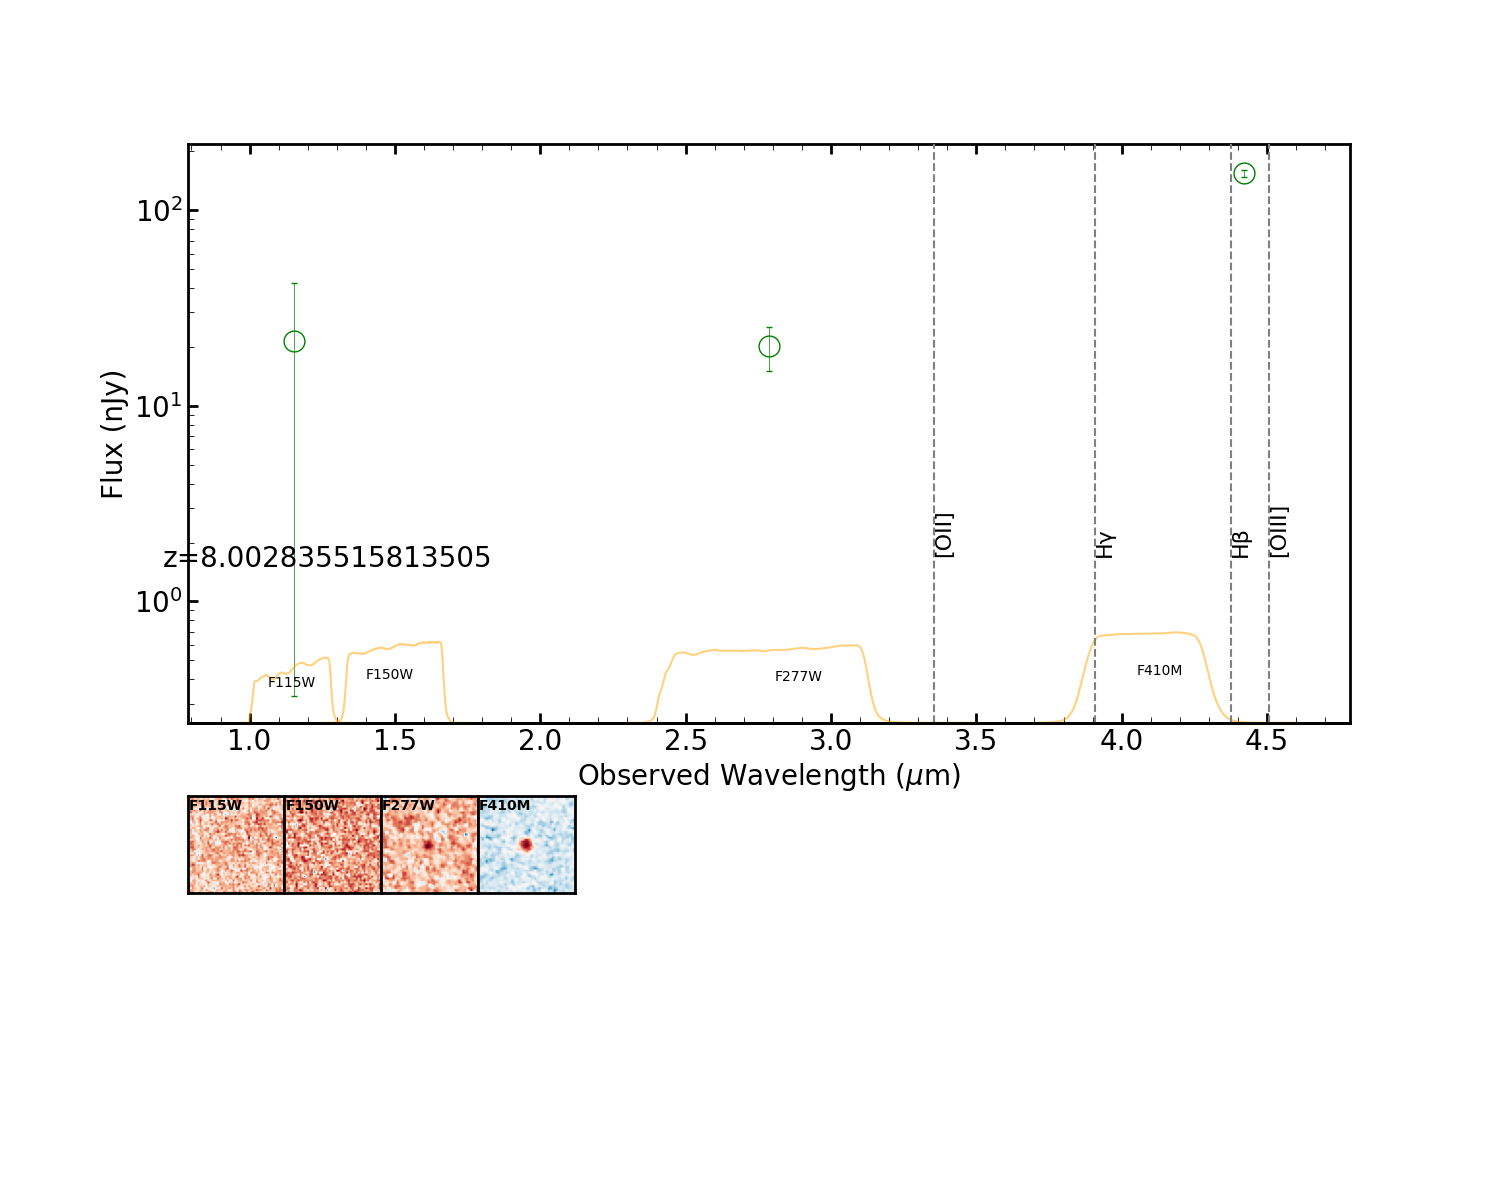 10²
10¹
10⁰
Flux (nJy)
z=8.002835515813505
[OII]
Hγ
Hβ
[OIII]
F115W
F150W
F277W
F410M
1.0 1.5 2.0 2.5 3.0 3.5 4.0 4.5
Observed Wavelength (μm)
F115W F150W F277W F410M